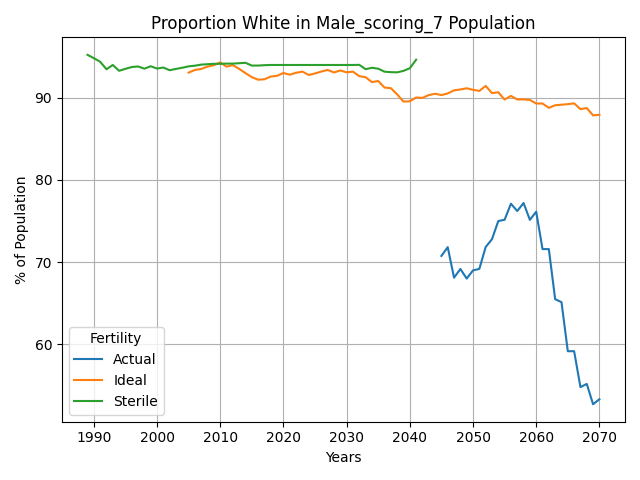 Proportion White in Male_scoring_7 Population
% of Population
90
80
70
60
Fertility
Actual
Ideal
Sterile
1990 2000 2010 2020 2030 2040 2050 2060 2070
Years